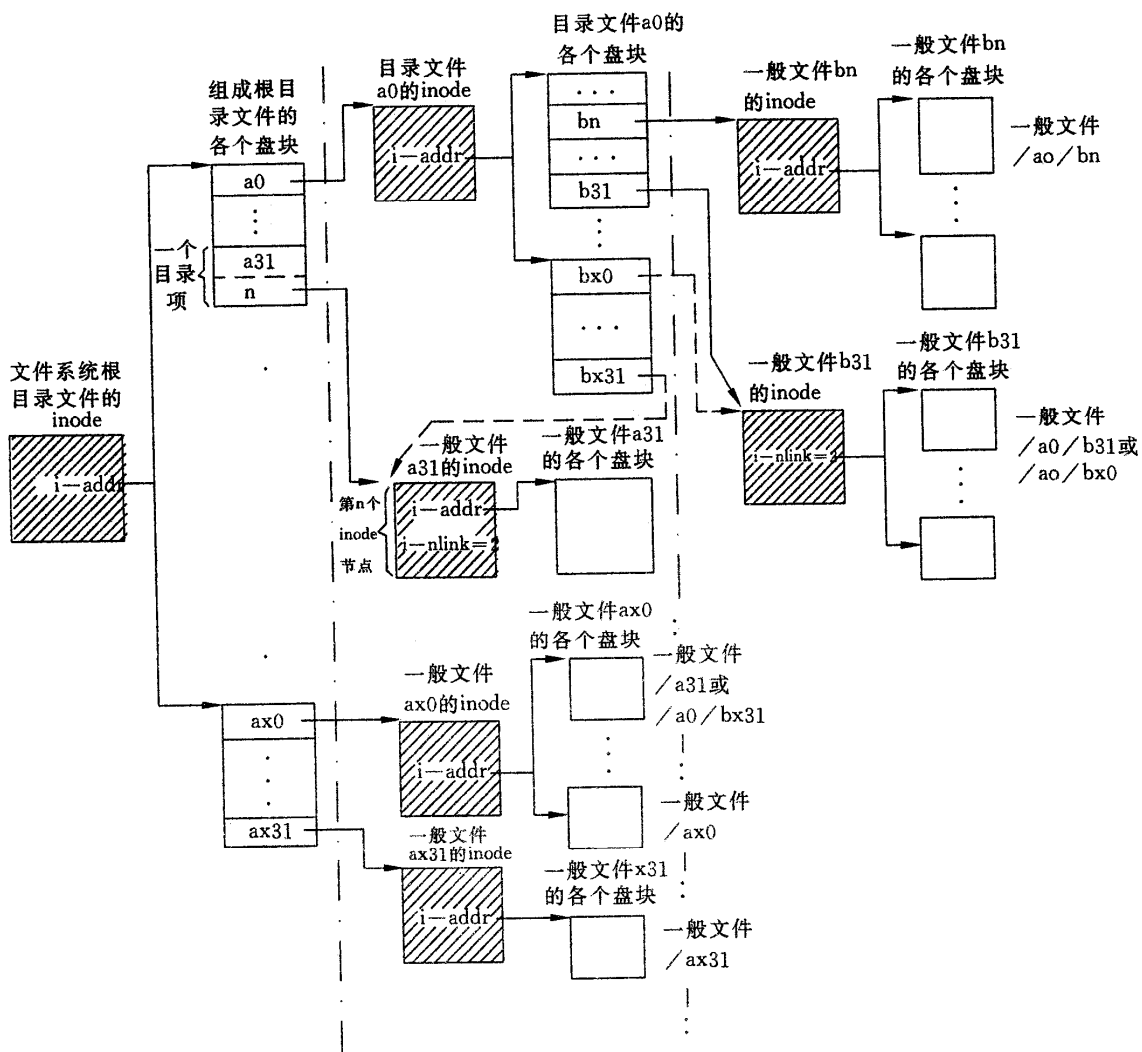 目录文件a0的
各个盘块
一般文件bn
的各个盘块
目录文件
a0的inode
一般文件bn
的inode
组成根目
录文件的
各个盘块
· · ·
bn
· · ·
b31
i—addr
i—addr
一般文件
/ao/bn
a0
a31
n
一个
目录
项
bx0
· · ·
bx31
一般文件b31
的各个盘块
一般文件b31
的inode
文件系统根
目录文件的
inode
i—addr
一般文件
a31的inode
一般文件a31
的各个盘块
i—nlink=2
一般文件
/a0/b31或
/ao/bx0
第n个
inode
节点
i—addr
i—nlink=2
一般文件ax0
的各个盘块
一般文件
ax0的inode
一般文件
/a31或
/a0/bx31
ax0
i—addr
一般文件
/ax0
ax31
一般文件
ax31的inode
一般文件x31
的各个盘块
i—addr
一般文件
/ax31